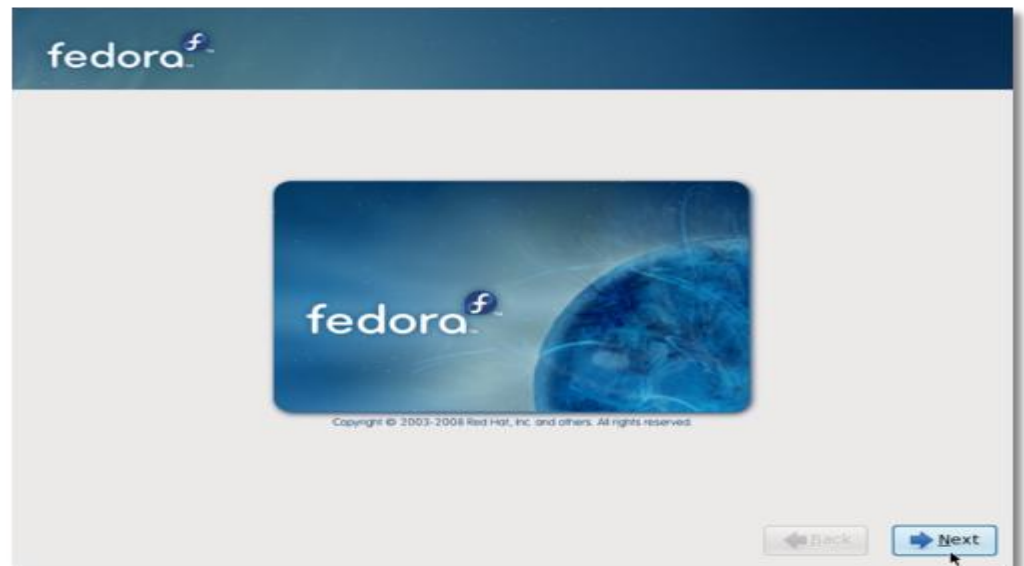 fedora
fedora
Copyright © 2003-2008 Red Hat, Inc. and others. All rights reserved.
Back
Next